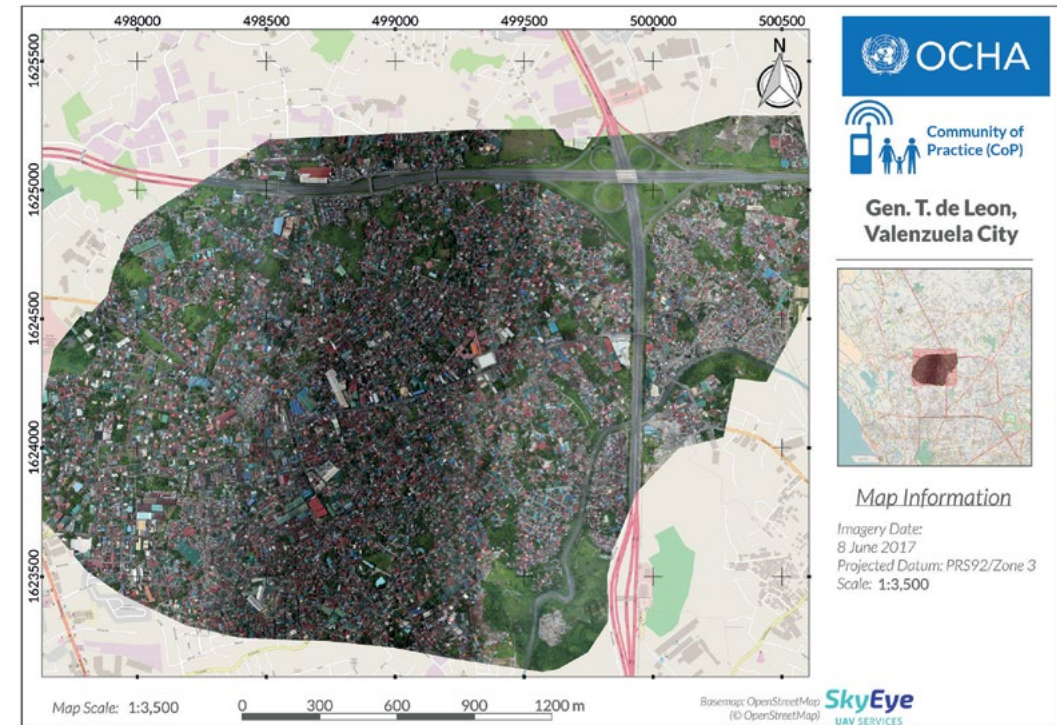 498000 498500 499000 499500 500000 500500
1625500
1625000
1624500
1624000
1623500
N
OCHA
Community of
Practice (CoP)
Gen. T. de Leon,
Valenzuela City
Map Information
Imagery Date:
8 June 2017
Projected Datum: PRS92/Zone 3
Scale: 1:3,500
Map Scale: 1:3,500
0 300 600 900 1200 m
Basemap: OpenStreetMap
(© OpenStreetMap)
SkyEye
UAV SERVICES